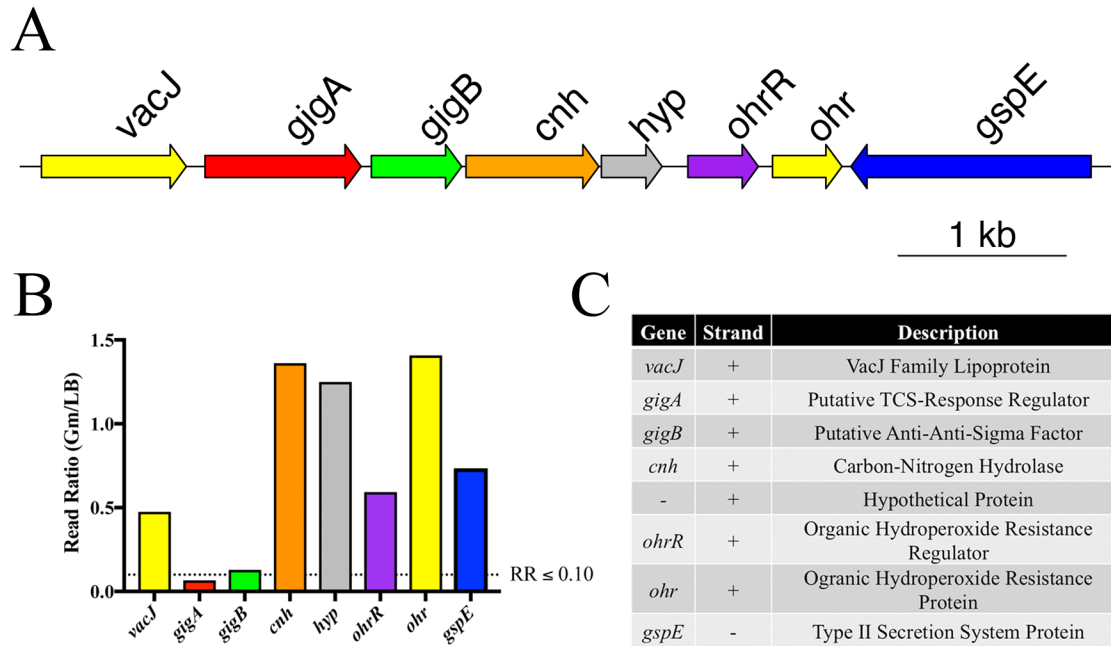 A
vacJ gigA gigB cnh hyp ohrR ohr gspE
1 kb
B
1.5
1.0
0.5
0.0
Read Ratio (Gm/LB)
RR ≤ 0.10
vacJ gigA gigB cnh hyp ohrR ohr gspE
C
Gene Strand Description
vacJ + VacJ Family Lipoprotein
gigA + Putative TCS-Response Regulator
gigB + Putative Anti-Anti-Sigma Factor
cnh + Carbon-Nitrogen Hydrolase
- + Hypothetical Protein
ohrR + Organic Hydroperoxide Resistance
Regulator
ohr + Ogranic Hydroperoxide Resistance
Protein
gspE - Type II Secretion System Protein